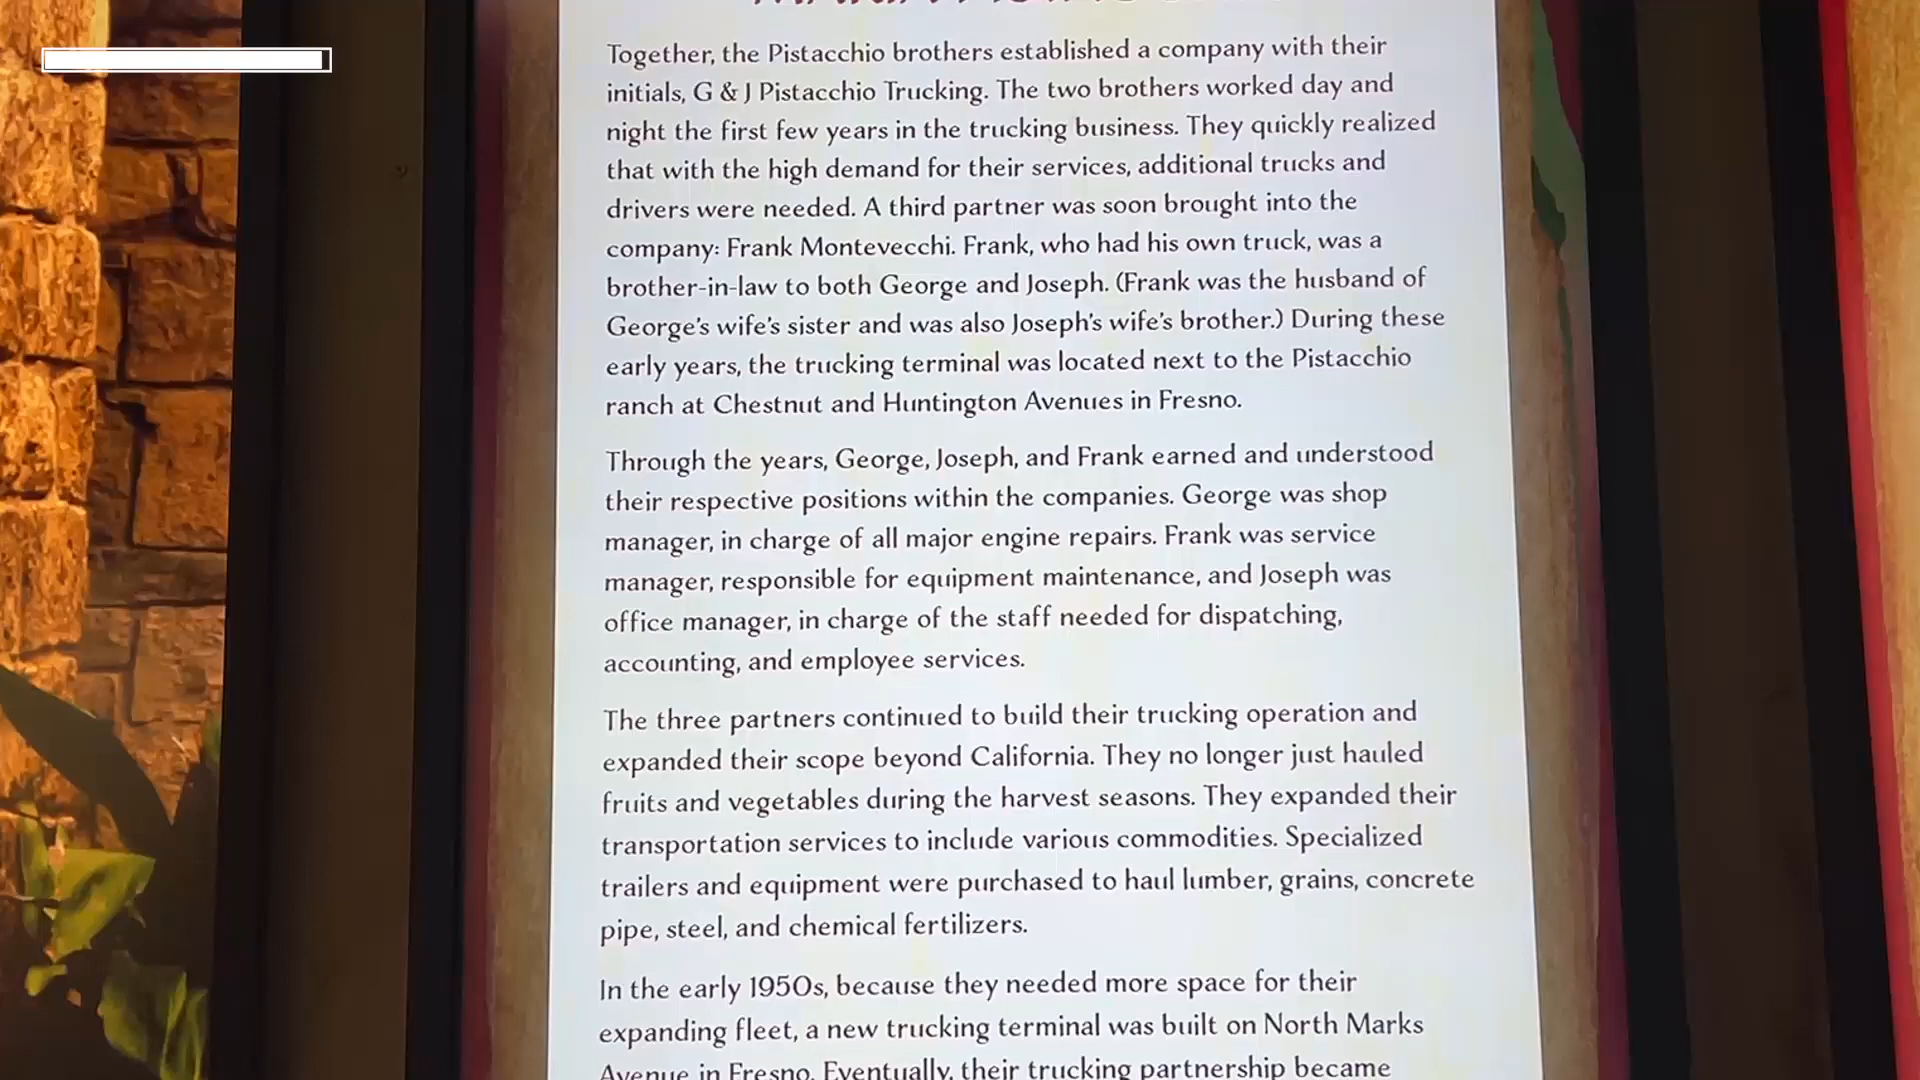 Together, the Pistacchio brothers established a company with their
initials, G & J Pistacchio Trucking. The two brothers worked day and
night the first few years in the trucking business. They quickly realized
that with the high demand for their services, additional trucks and
drivers were needed. A third partner was soon brought into the
company: Frank Montevecchi. Frank, who had his own truck, was a
brother-in-law to both George and Joseph. (Frank was the husband of
George's wife's sister and was also Joseph's wife's brother.) During these
early years, the trucking terminal was located next to the Pistacchio
ranch at Chestnut and Huntington Avenues in Fresno.
Through the years, George, Joseph, and Frank earned and understood
their respective positions within the companies. George was shop
manager, in charge of all major engine repairs. Frank was service
manager, responsible for equipment maintenance, and Joseph was
office manager, in charge of the staff needed for dispatching,
accounting, and employee services.
The three partners continued to build their trucking operation and
expanded their scope beyond California. They no longer just hauled
fruits and vegetables during the harvest seasons. They expanded their
transportation services to include various commodities. Specialized
trailers and equipment were purchased to haul lumber, grains, concrete
pipe, steel, and chemical fertilizers.
In the early 1950s, because they needed more space for their
expanding fleet, a new trucking terminal was built on North Marks
Avenue in Fresno. Eventually, their trucking partnership became